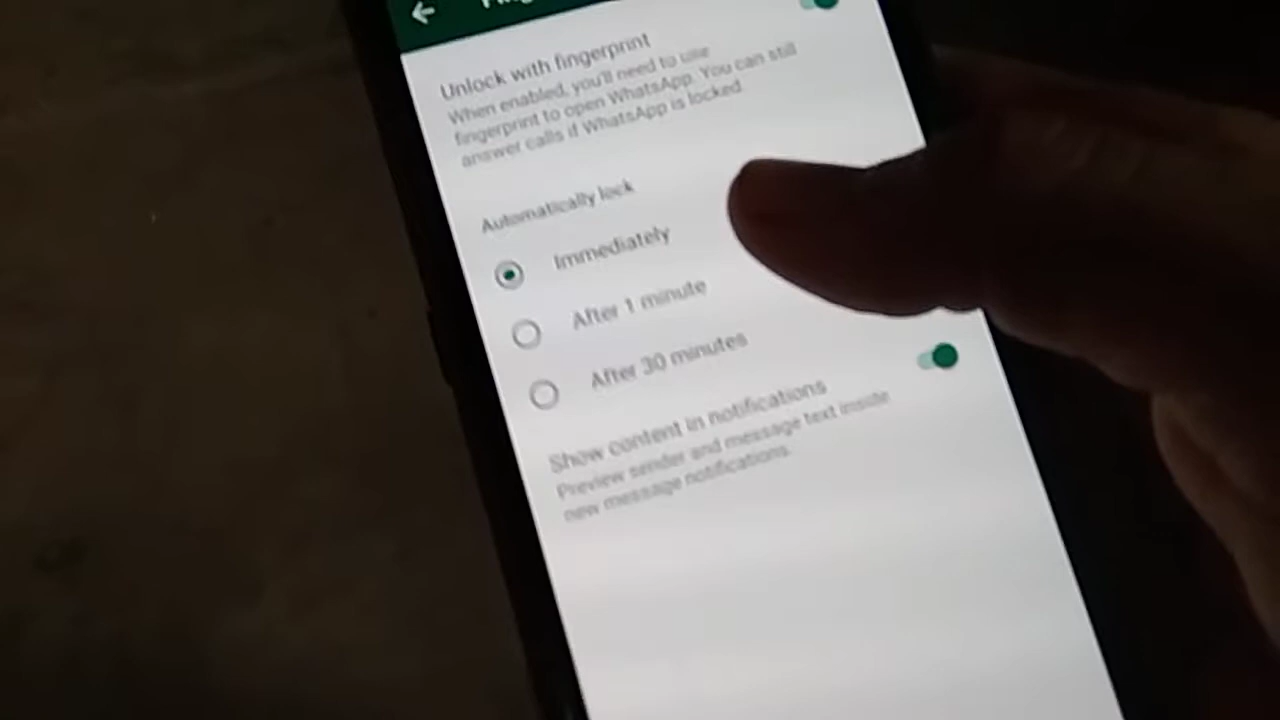 Unlock with fingerprint
When enabled, you'll need to use
fingerprint to open WhatsApp. You can still
answer calls if WhatsApp is locked.
Automatically lock
Immediately
After 1 minute
After 30 minutes
Show content in notifications
Preview sender and message text inside
new message notifications.